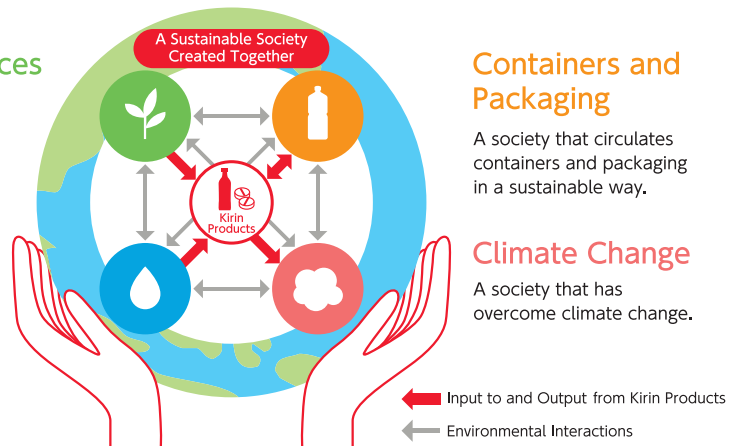 A Sustainable Society
Created Together
Kirin
Products
Containers and
Packaging
A society that circulates
containers and packaging
in a sustainable way.
Climate Change
A society that has
overcome climate change.
Input to and Output from Kirin Products
Environmental Interactions